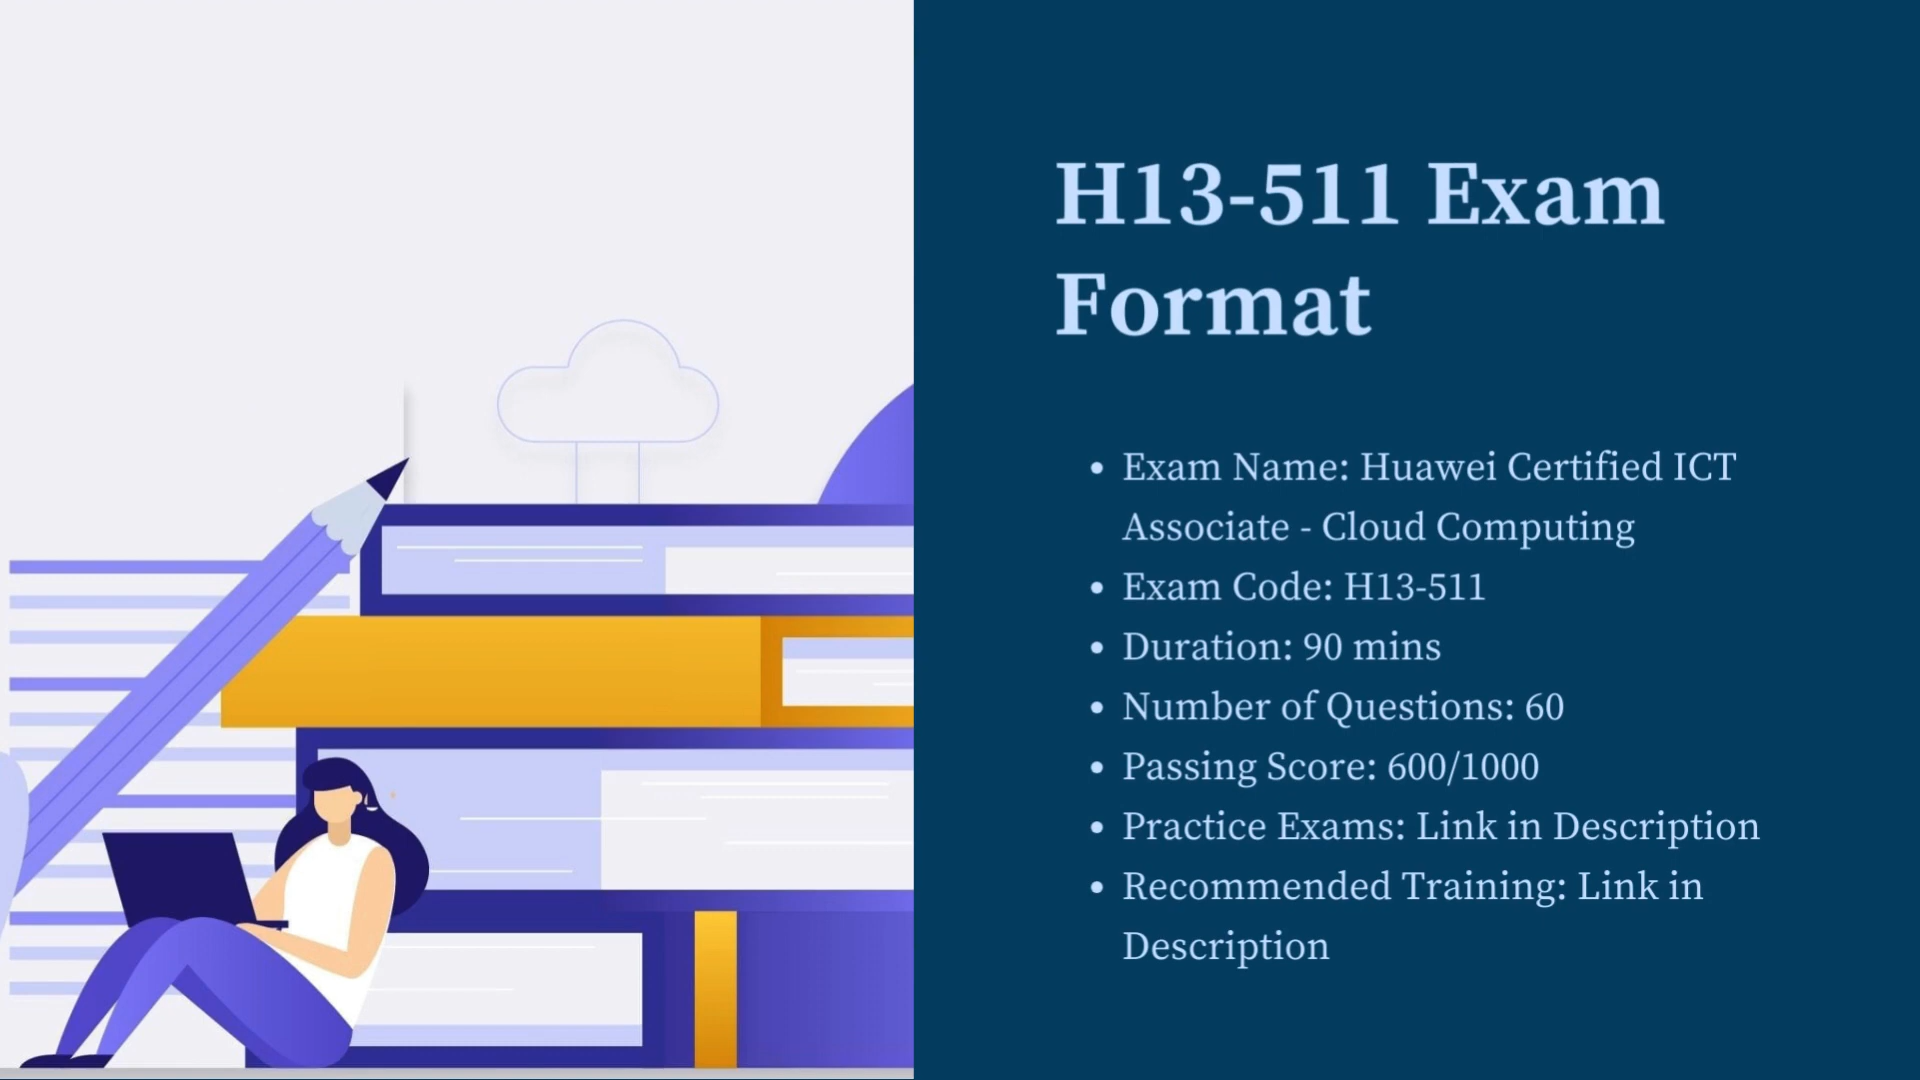 H13-511 Exam
Format
• Exam Name: Huawei Certified ICT
Associate - Cloud Computing
• Exam Code: H13-511
• Duration: 90 mins
• Number of Questions: 60
• Passing Score: 600/1000
• Practice Exams: Link in Description
• Recommended Training: Link in
Description